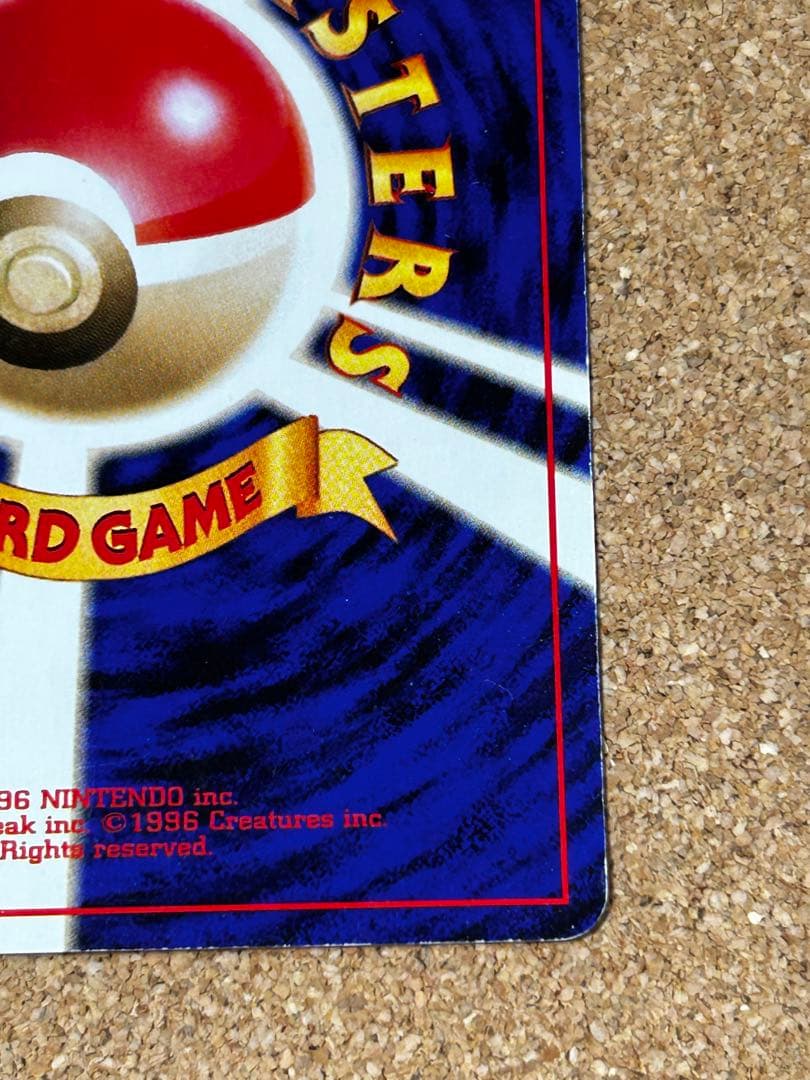 STERS
RD GAME
96 NINTENDO inc.
eak inc. ©1996 Creatures inc.
Rights reserved.